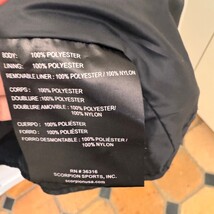 BODY: 100% POLYESTER
LINING: 100% POLYESTER
REMOVABLE LINER: 100% POLYESTER/ 100% NYLON
CORPS: 100% POLYESTER
DOUBLURE: 100% POLYESTER
DOUBLURE AMOVIBLE: 100% POLYESTER/
100% NYLON
CUERPO: 100% POLIÉSTER
FORRO: 100% POLIÉSTER
FORRO DESMONTABLE: 100% POLIÉSTER/ 100% NYLON
RN # 36316
SCORPION SPORTS, INC.
scorpionusa.com